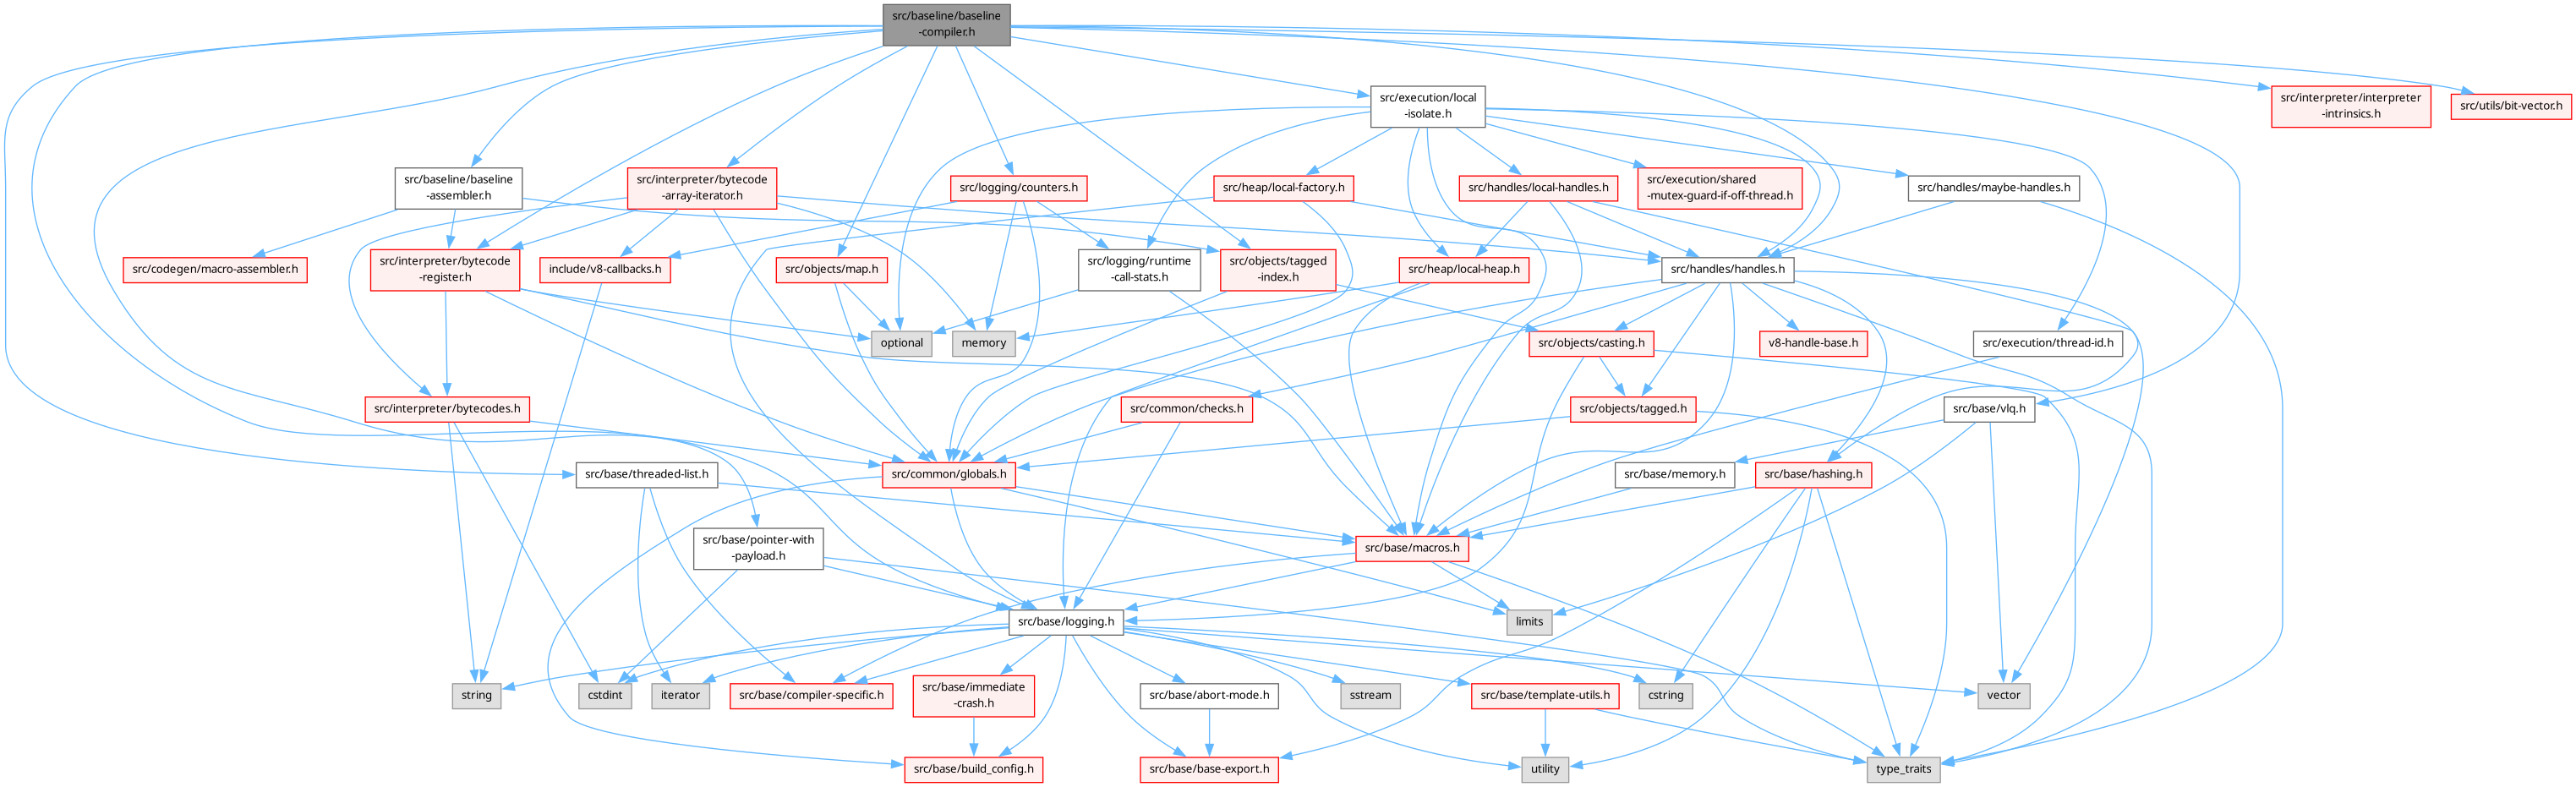 src/baseline/baseline
-compiler.h
src/execution/local
-isolate.h
src/interpreter/interpreter
-intrinsics.h
src/utils/bit-vector.h
src/baseline/baseline
-assembler.h
src/interpreter/bytecode
-array-iterator.h
src/logging/counters.h
src/heap/local-factory.h
src/handles/local-handles.h
src/execution/shared
-mutex-guard-if-off-thread.h
src/handles/maybe-handles.h
src/codegen/macro-assembler.h
src/interpreter/bytecode
-register.h
include/v8-callbacks.h
src/objects/map.h
src/logging/runtime
-call-stats.h
src/objects/tagged
-index.h
src/heap/local-heap.h
src/handles/handles.h
optional
memory
src/objects/casting.h
v8-handle-base.h
src/execution/thread-id.h
src/interpreter/bytecodes.h
src/common/checks.h
src/objects/tagged.h
src/base/vlq.h
src/base/threaded-list.h
src/common/globals.h
src/base/memory.h
src/base/hashing.h
src/base/pointer-with
-payload.h
src/base/macros.h
src/base/logging.h
limits
string
cstdint
iterator
src/base/compiler-specific.h
src/base/immediate
-crash.h
src/base/abort-mode.h
sstream
src/base/template-utils.h
cstring
vector
src/base/build_config.h
src/base/base-export.h
utility
type_traits